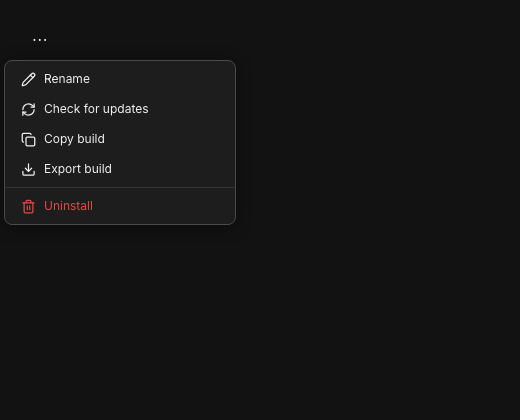 ...
Rename
Check for updates
Copy build
Export build
Uninstall